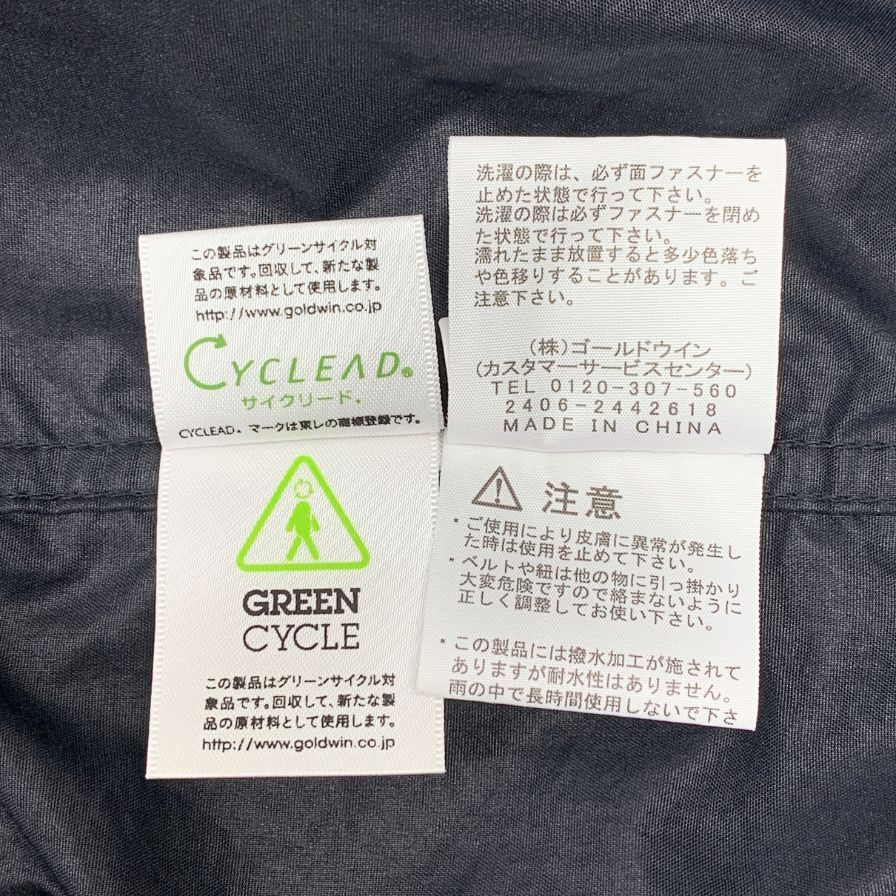 この製品はグリーンサイクル対
象品です。回収して、新たな製
品の原材料として使用します。
http://www.goldwin.co.jp
CYCLEAD®
サイクリード®
CYCLEAD® マークは東レの商標登録です。
GREEN
CYCLE
この製品はグリーンサイクル対
象品です。回収して、新たな製
品の原材料として使用します。
http://www.goldwin.co.jp
洗濯の際は、必ず面ファスナーを
止めた状態で行って下さい。
洗濯の際は必ずファスナーを閉め
た状態で行って下さい。
濡れたまま放置すると多少色落ち
や色移りすることがあります。ご
注意下さい。
(株)ゴールドウイン
(カスタマーサービスセンター)
TEL 0120-307-560
2406-2442618
MADE IN CHINA
注意
・ご使用により皮膚に異常が発生し
た時は使用を止めて下さい。
・ベルトや紐は他の物に引っ掛かり
大変危険ですので絡まないように
正しく調整してお使い下さい。
・この製品には撥水加工が施されて
ありますが耐水性はありません。
雨の中で長時間使用しないで下さ